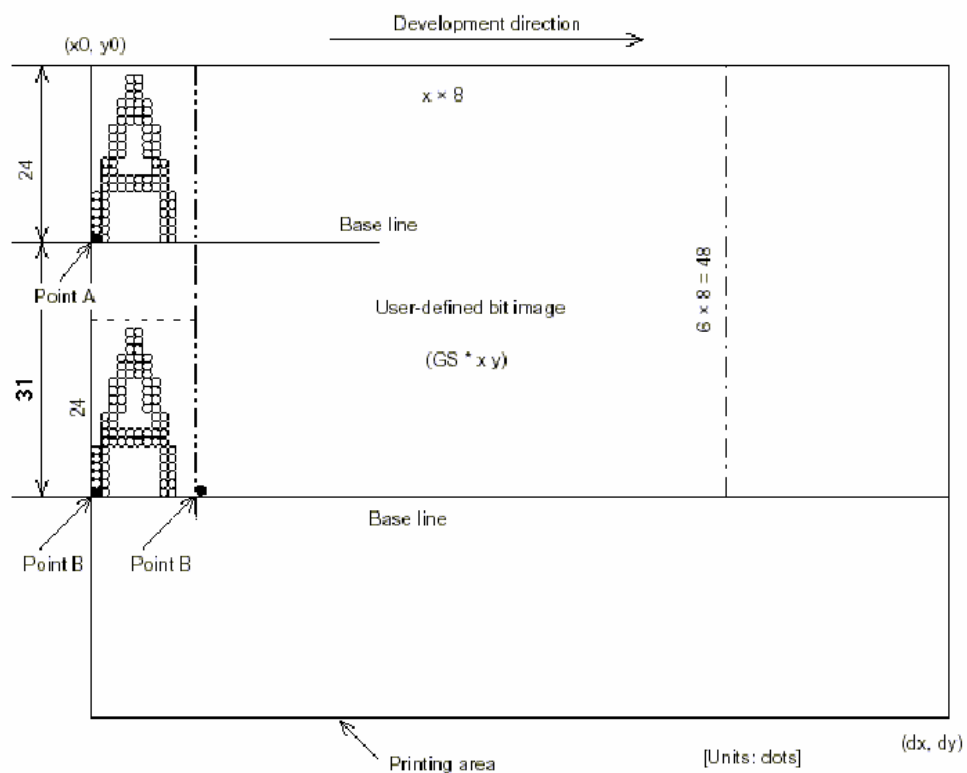 Development direction
(x0, y0)
x × 8
24
Base line
Point A
6 × 8 = 48
User-defined bit image
(GS * x y)
31
24
Base line
Point B
Point B
(dx, dy)
Printing area
[Units: dots]